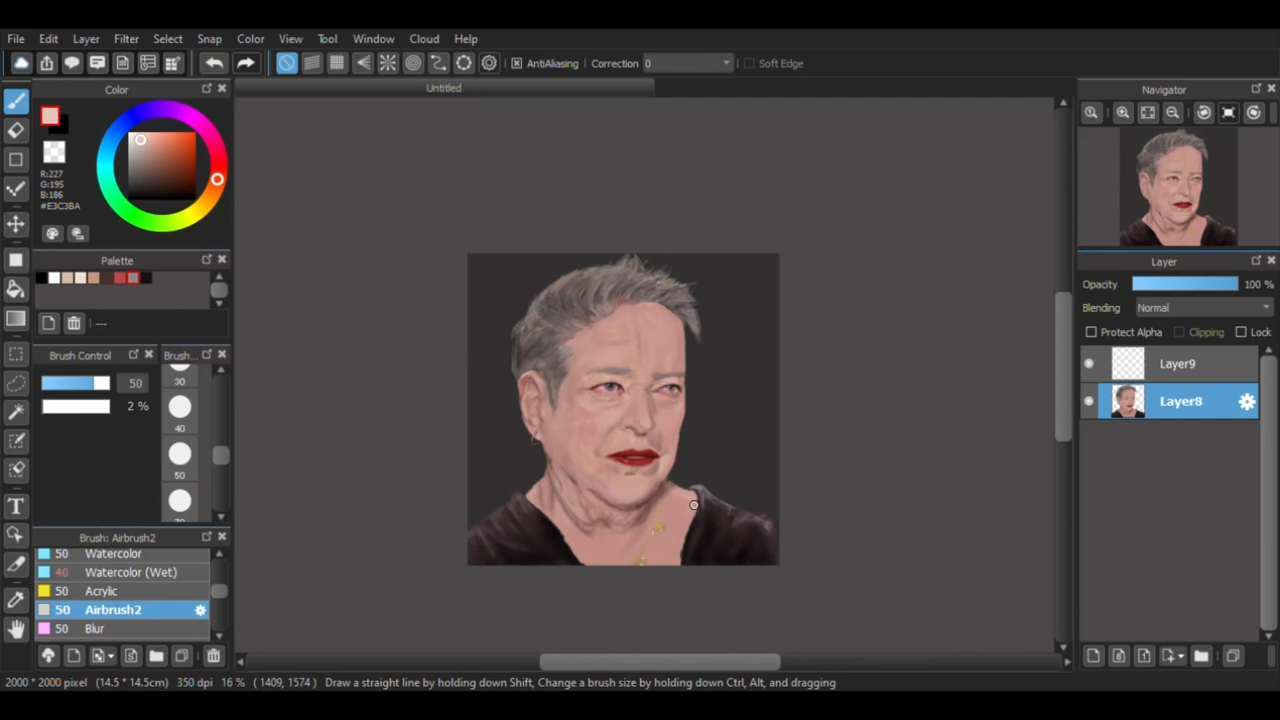 File Edit Layer Filter Select Snap Color View Tool Window Cloud Help
AntiAliasing Correction 0 Soft Edge
Color
Untitled
Navigator
R:227
G:195
B:186
#E3C3BA
Palette
---
Layer
Opacity 100 %
Blending Normal
Protect Alpha Clipping Lock
Layer9
Layer8
Brush Control Brush...
50
2 %
30
40
50
Brush: Airbrush2
50 Watercolor
40 Watercolor (Wet)
50 Acrylic
50 Airbrush2
50 Blur
T
2000 * 2000 pixel (14.5 * 14.5cm) 350 dpi 16 % ( 1409, 1574 ) Draw a straight line by holding down Shift, Change a brush size by holding down Ctrl, Alt, and dragging